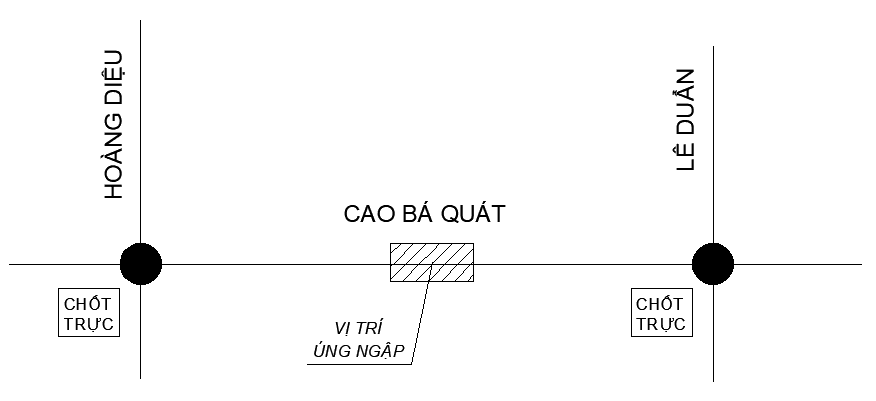 HOÀNG DIỆU
LÊ DUẨN
CAO BÁ QUÁT
CHỐT
TRỰC
VỊ TRÍ
ÚNG NGẬP
CHỐT
TRỰC